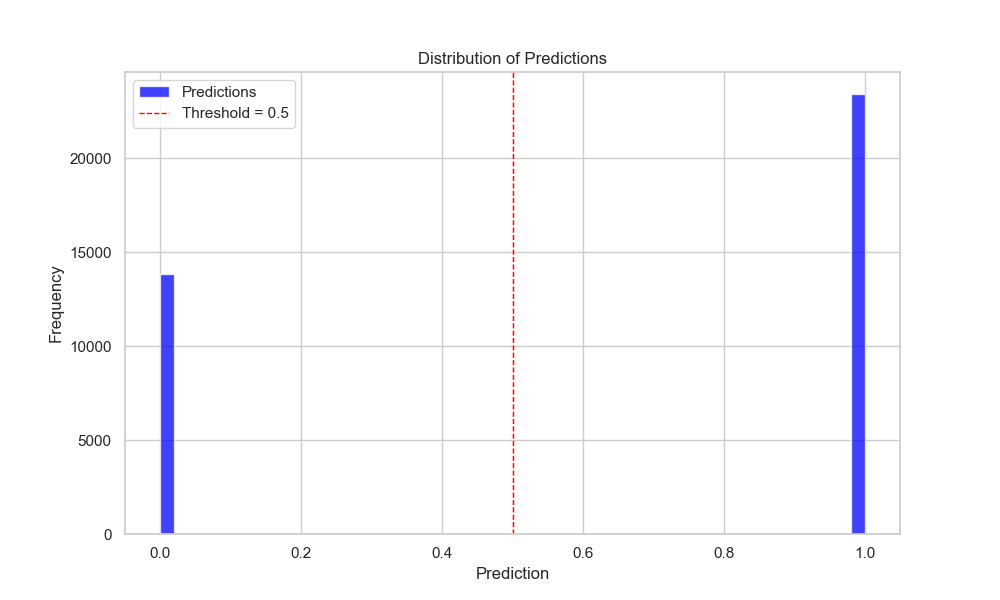 Distribution of Predictions
Predictions
Threshold = 0.5
Frequency
20000
15000
10000
5000
0
0.0 0.2 0.4 0.6 0.8 1.0
Prediction